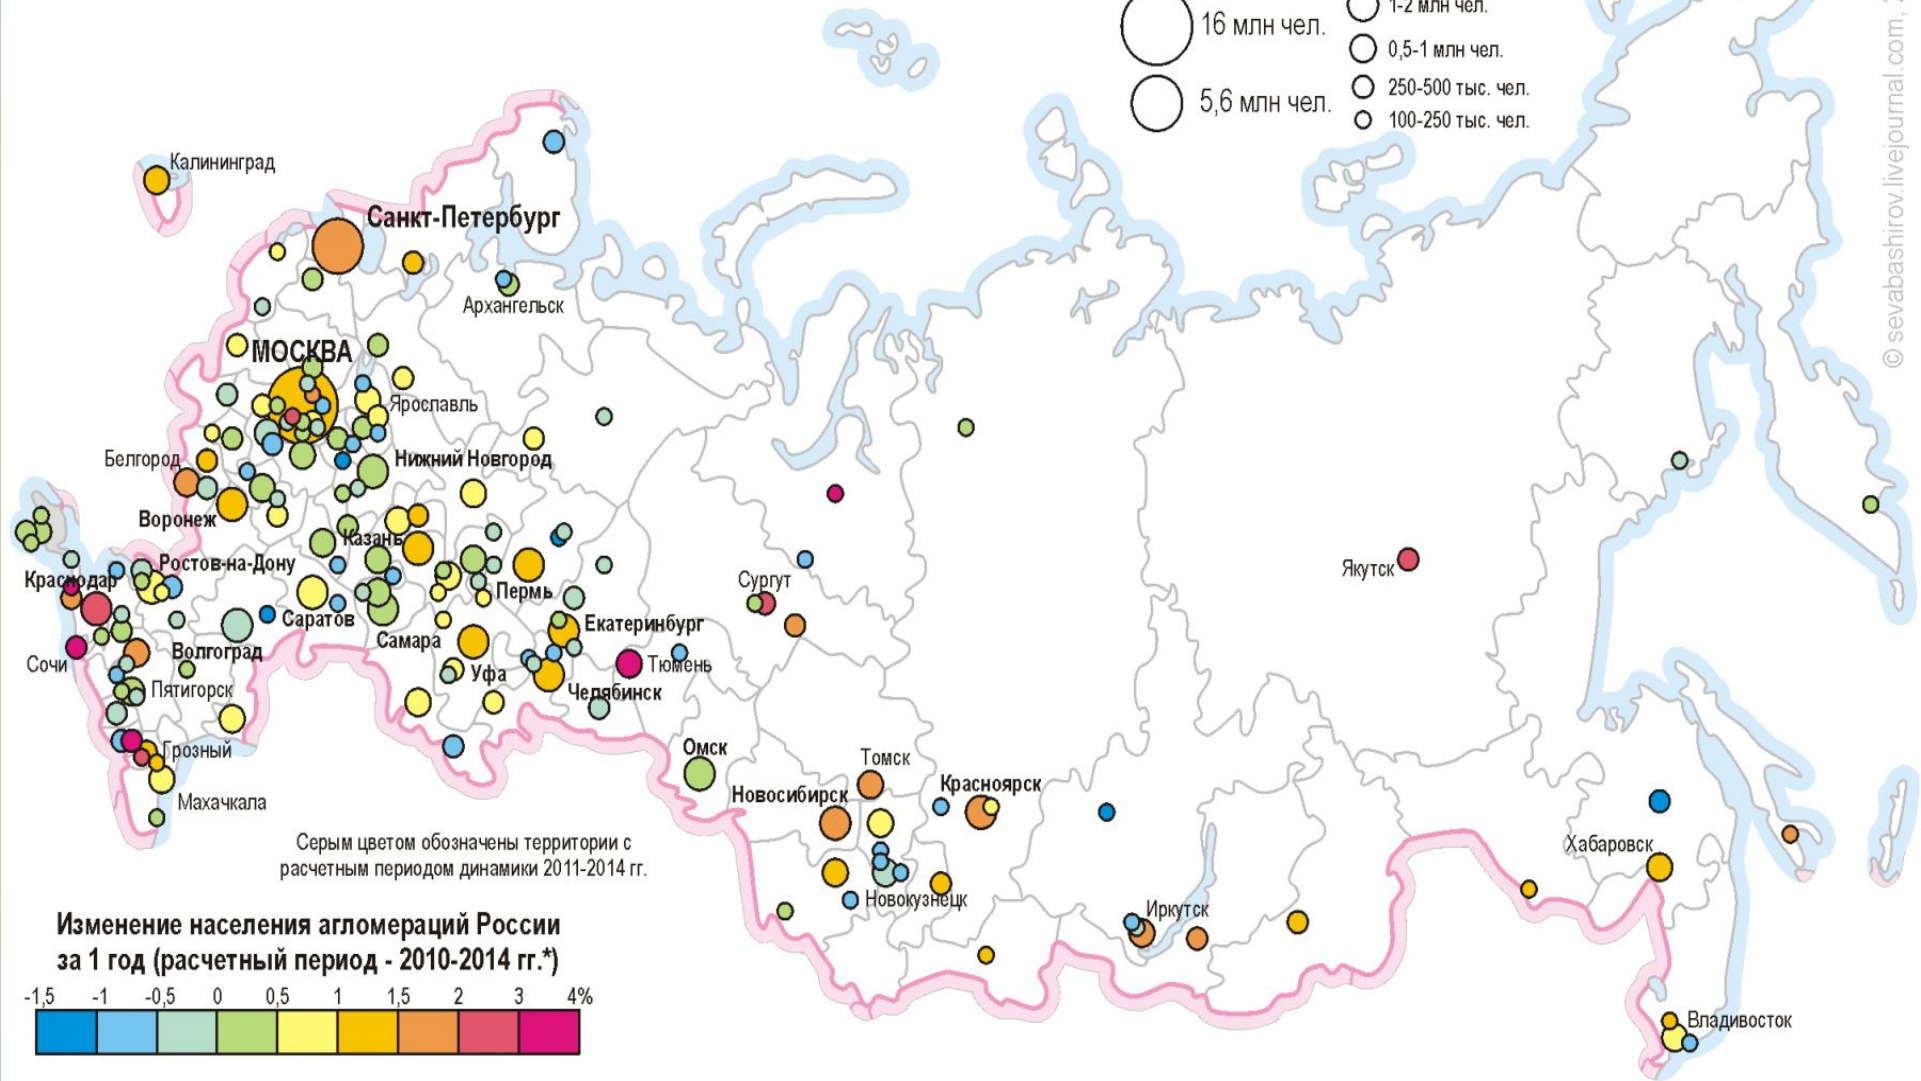 16 млн чел.
5,6 млн чел.
1-2 млн чел.
0,5-1 млн чел.
250-500 тыс. чел.
100-250 тыс. чел.
© sevabashirov.livejournal.com,
Калининград
Санкт-Петербург
Архангельск
МОСКВА
Ярославль
Белгород
Нижний Новгород
Воронеж
Казань
Ростов-на-Дону
Краснодар
Пермь
Сургут
Якутск
Саратов
Самара
Екатеринбург
Волгоград
Сочи
Уфа
Тюмень
Пятигорск
Челябинск
Грозный
Омск
Томск
Махачкала
Новосибирск
Красноярск
Хабаровск
Новокузнецк
Иркутск
Владивосток
Серым цветом обозначены территории с
расчетным периодом динамики 2011-2014 гг.
Изменение населения агломераций России
за 1 год (расчетный период - 2010-2014 гг.*)
-1,5 -1 -0,5 0 0,5 1 1,5 2 3 4%